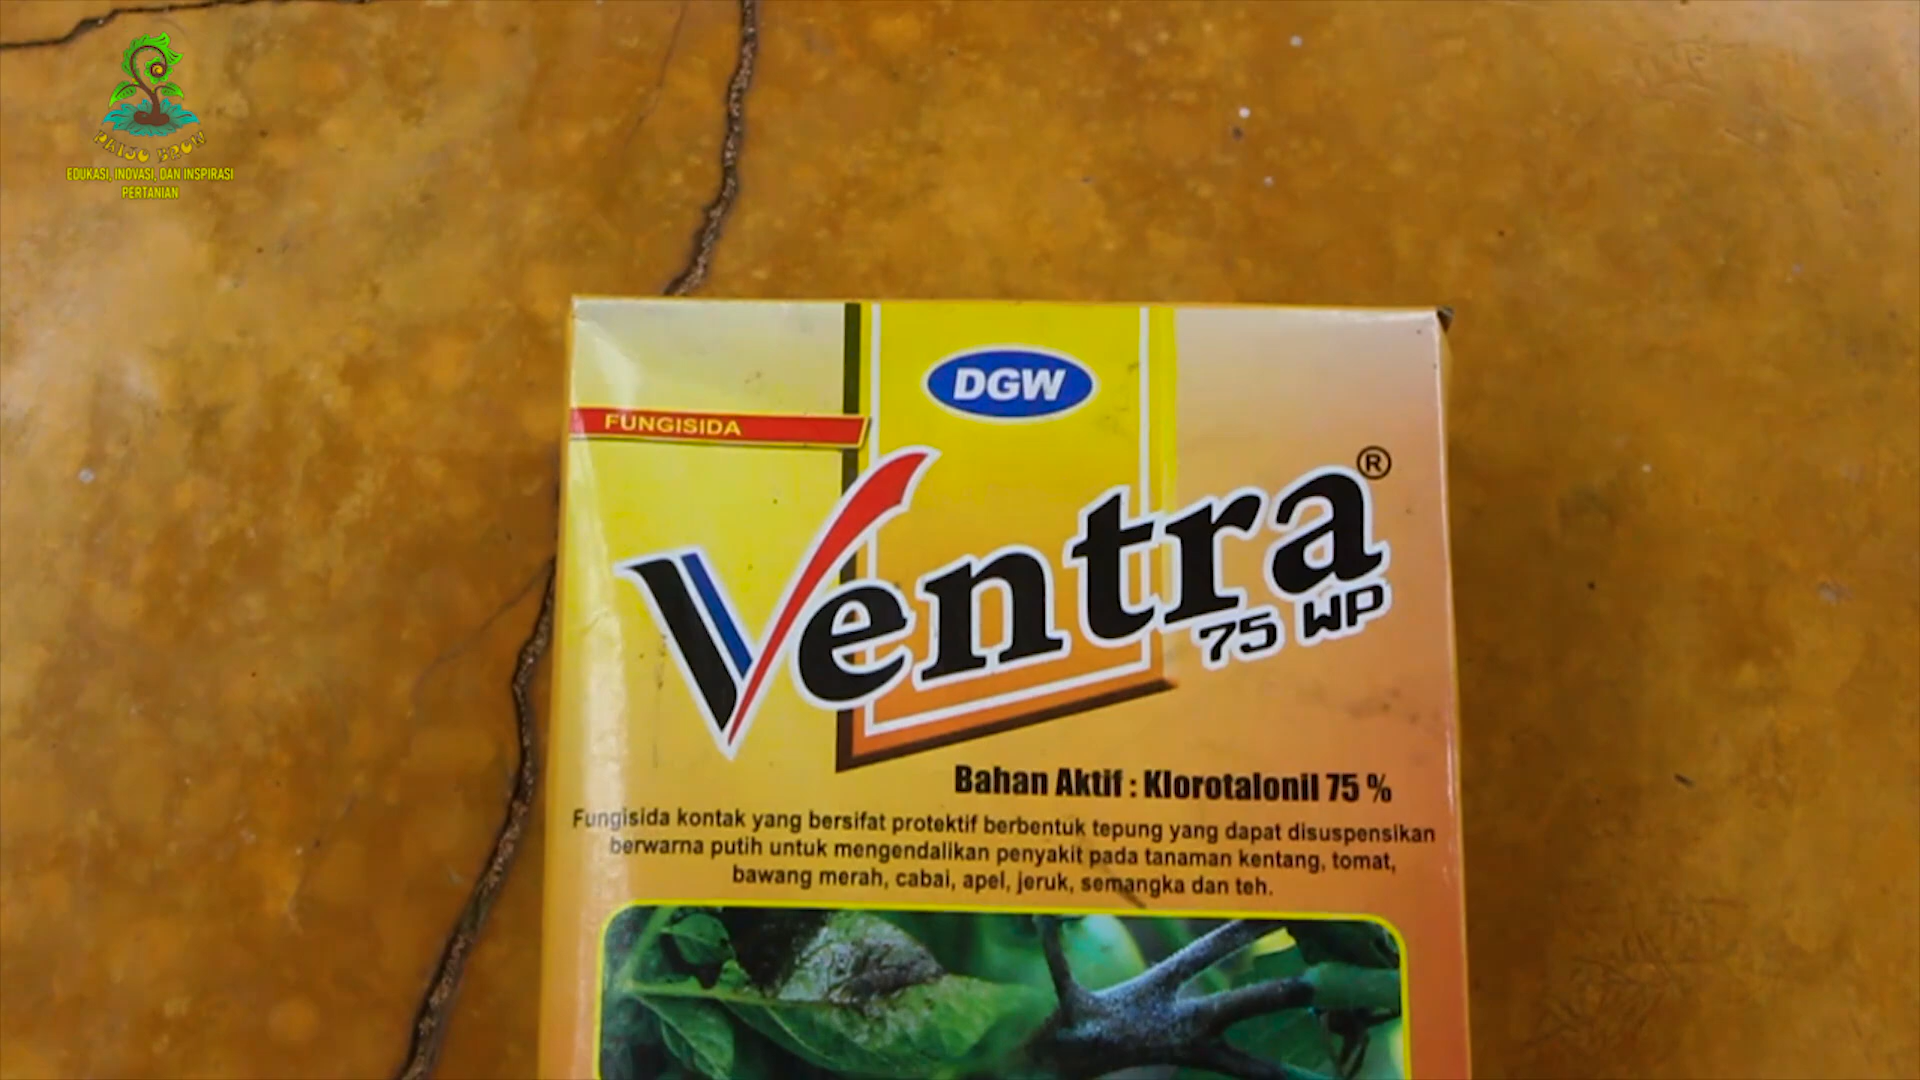 EDUKASI, INOVASI, DAN INSPIRASI
PERTANIAN
DGW
FUNGISIDA
Ventra®
75 WP
Bahan Aktif : Klorotalonil 75 %
Fungisida kontak yang bersifat protektif berbentuk tepung yang dapat disuspensikan
berwarna putih untuk mengendalikan penyakit pada tanaman kentang, tomat,
bawang merah, cabai, apel, jeruk, semangka dan teh.